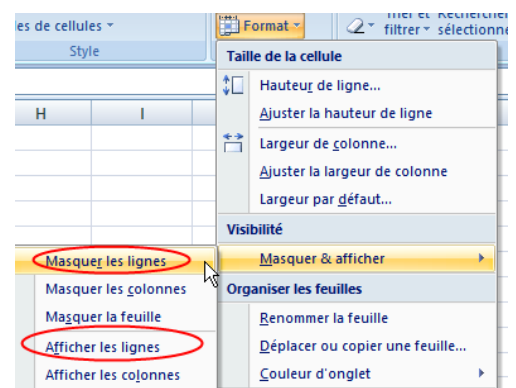 es de cellules
Format
Trier et Rechercher
filtrer sélectionne
Style
Taille de la cellule
Hauteur de ligne...
H I
Ajuster la hauteur de ligne
Largeur de colonne...
Ajuster la largeur de colonne
Largeur par défaut...
Visibilité
Masquer & afficher
Masquer les lignes
Masquer les colonnes
Masquer la feuille
Afficher les lignes
Afficher les colonnes
Organiser les feuilles
Renommer la feuille
Déplacer ou copier une feuille...
Couleur d'onglet